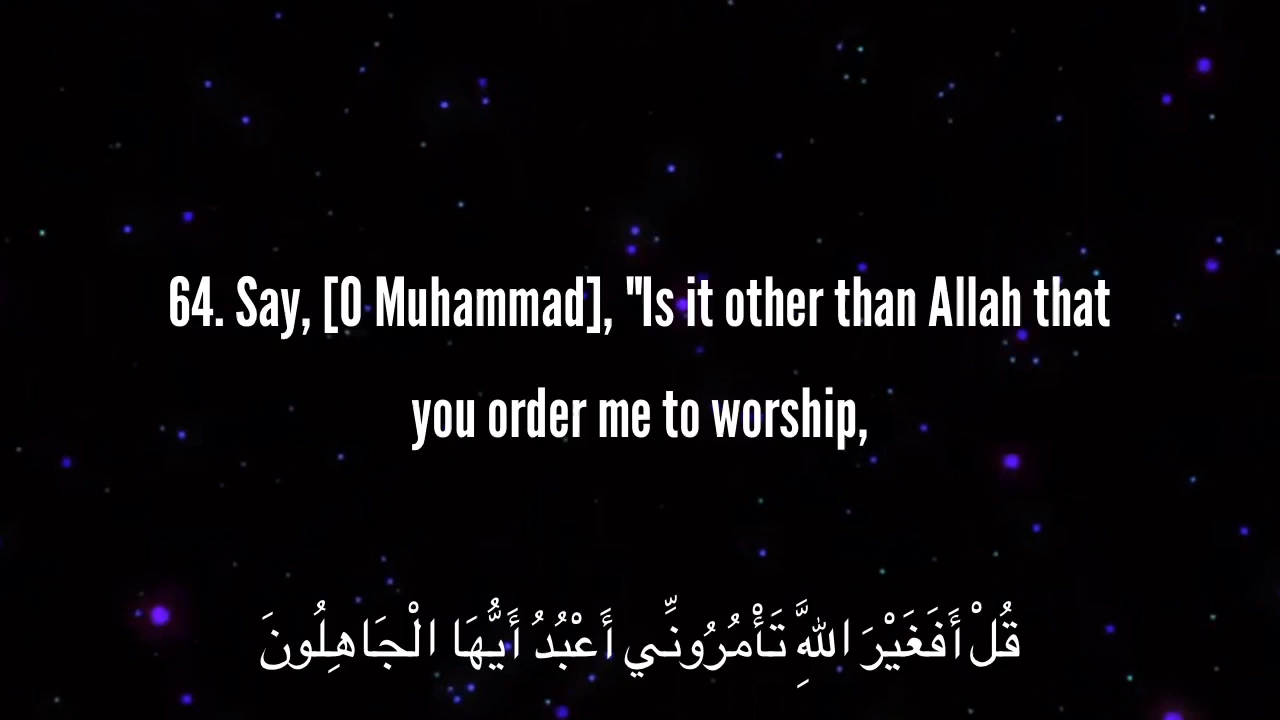 64. Say, [O Muhammad], "Is it other than Allah that
you order me to worship,
قُلْ أَفَغَيْرَ اللَّهِ تَأْمُرُونِّي أَعْبُدُ أَيُّهَا الْجَاهِلُونَ